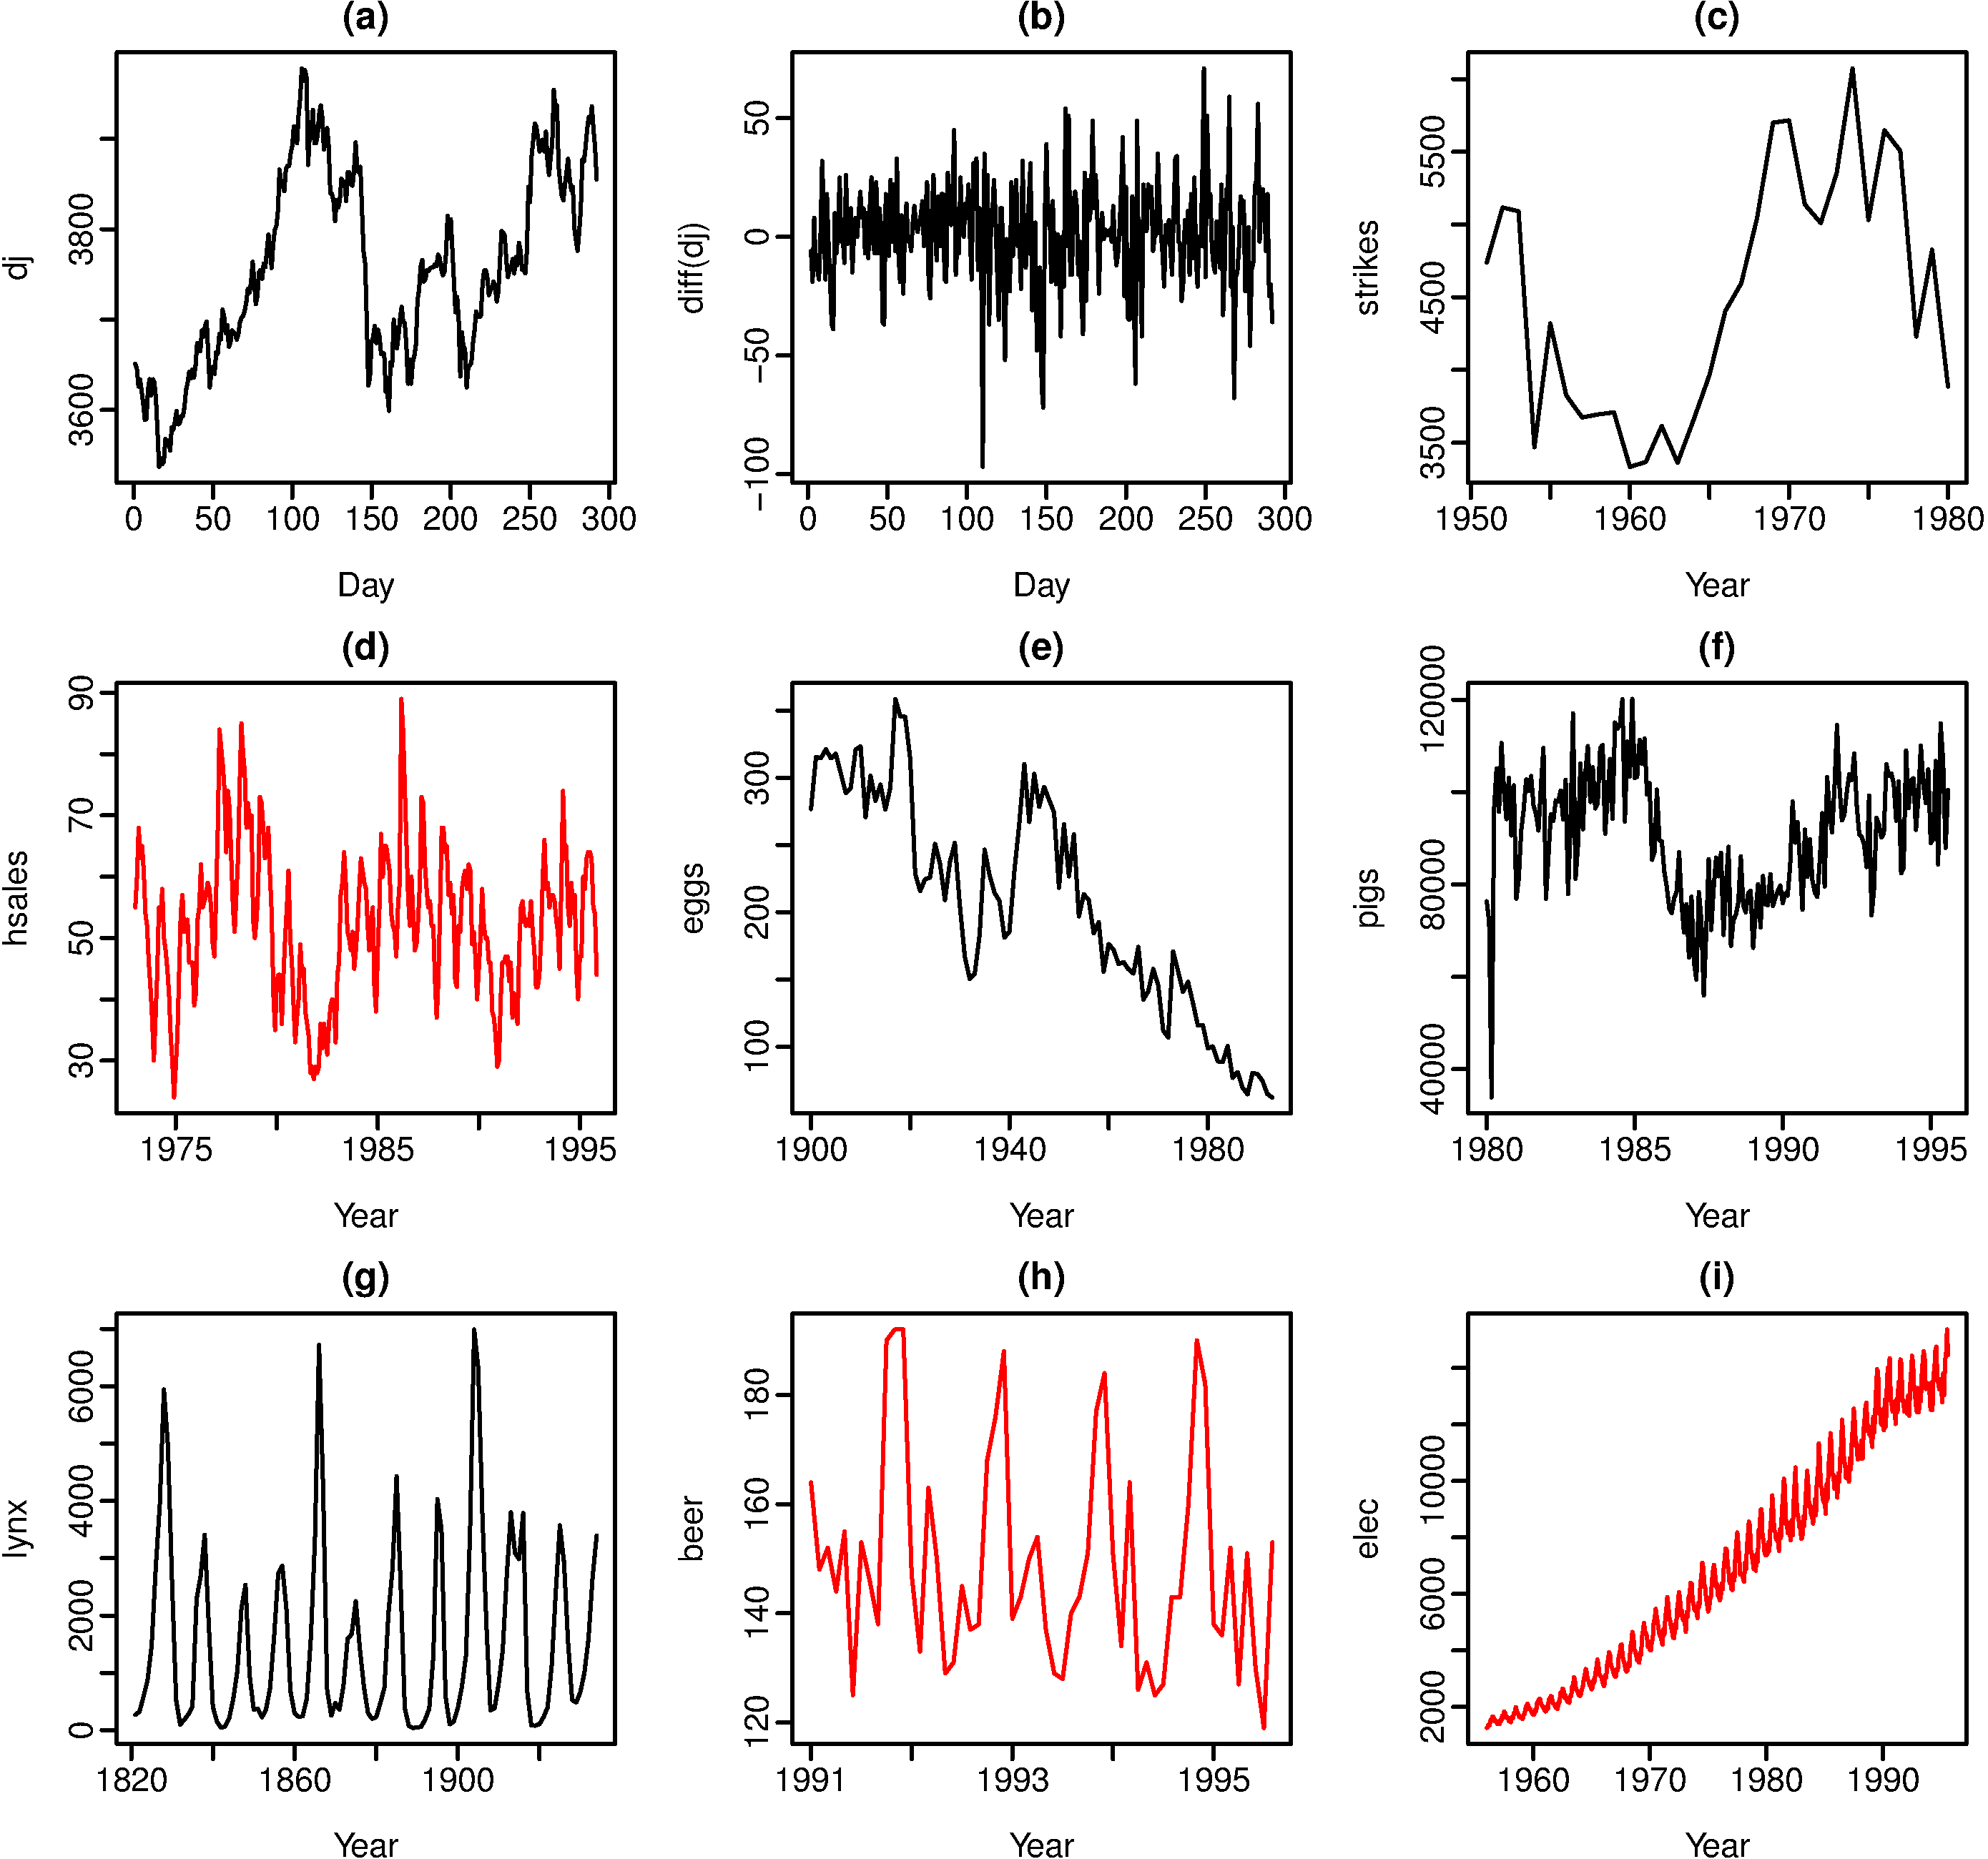 (a)
dj
3600 3800
0 50 100 150 200 250 300
Day
(b)
diff(dj)
−100 −50 0 50
0 50 100 150 200 250 300
Day
(c)
strikes
3500 4500 5500
1950 1960 1970 1980
Year
(d)
hsales
30 50 70 90
1975 1985 1995
Year
(e)
eggs
100 200 300
1900 1940 1980
Year
(f)
pigs
40000 80000 120000
1980 1985 1990 1995
Year
(g)
lynx
0 2000 4000 6000
1820 1860 1900
Year
(h)
beer
120 140 160 180
1991 1993 1995
Year
(i)
elec
2000 6000 10000
1960 1970 1980 1990
Year